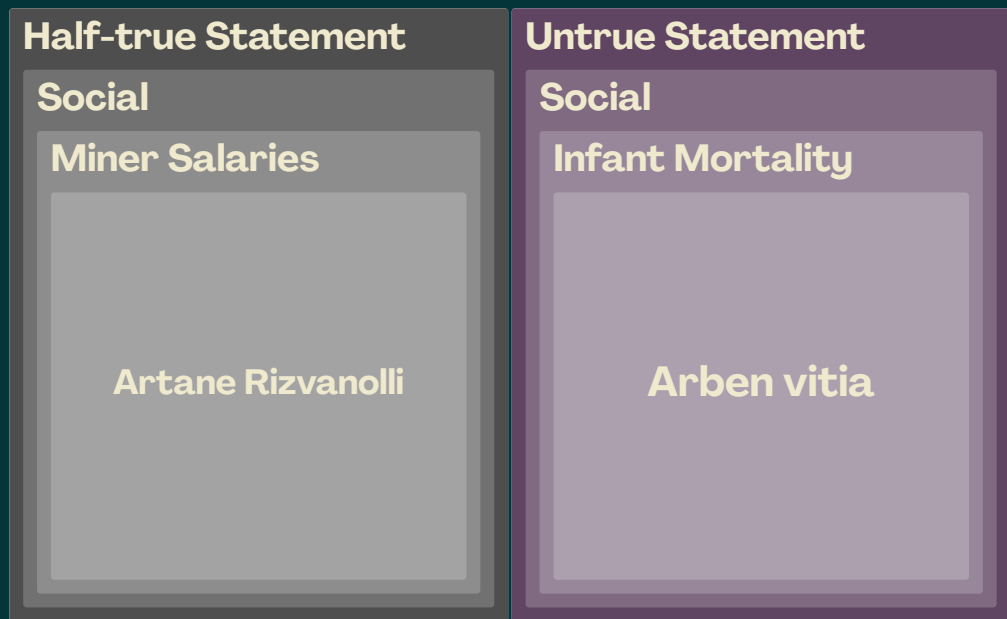 Half-true Statement
Social
Miner Salaries
Artane Rizvanolli
Untrue Statement
Social
Infant Mortality
Arben vitia